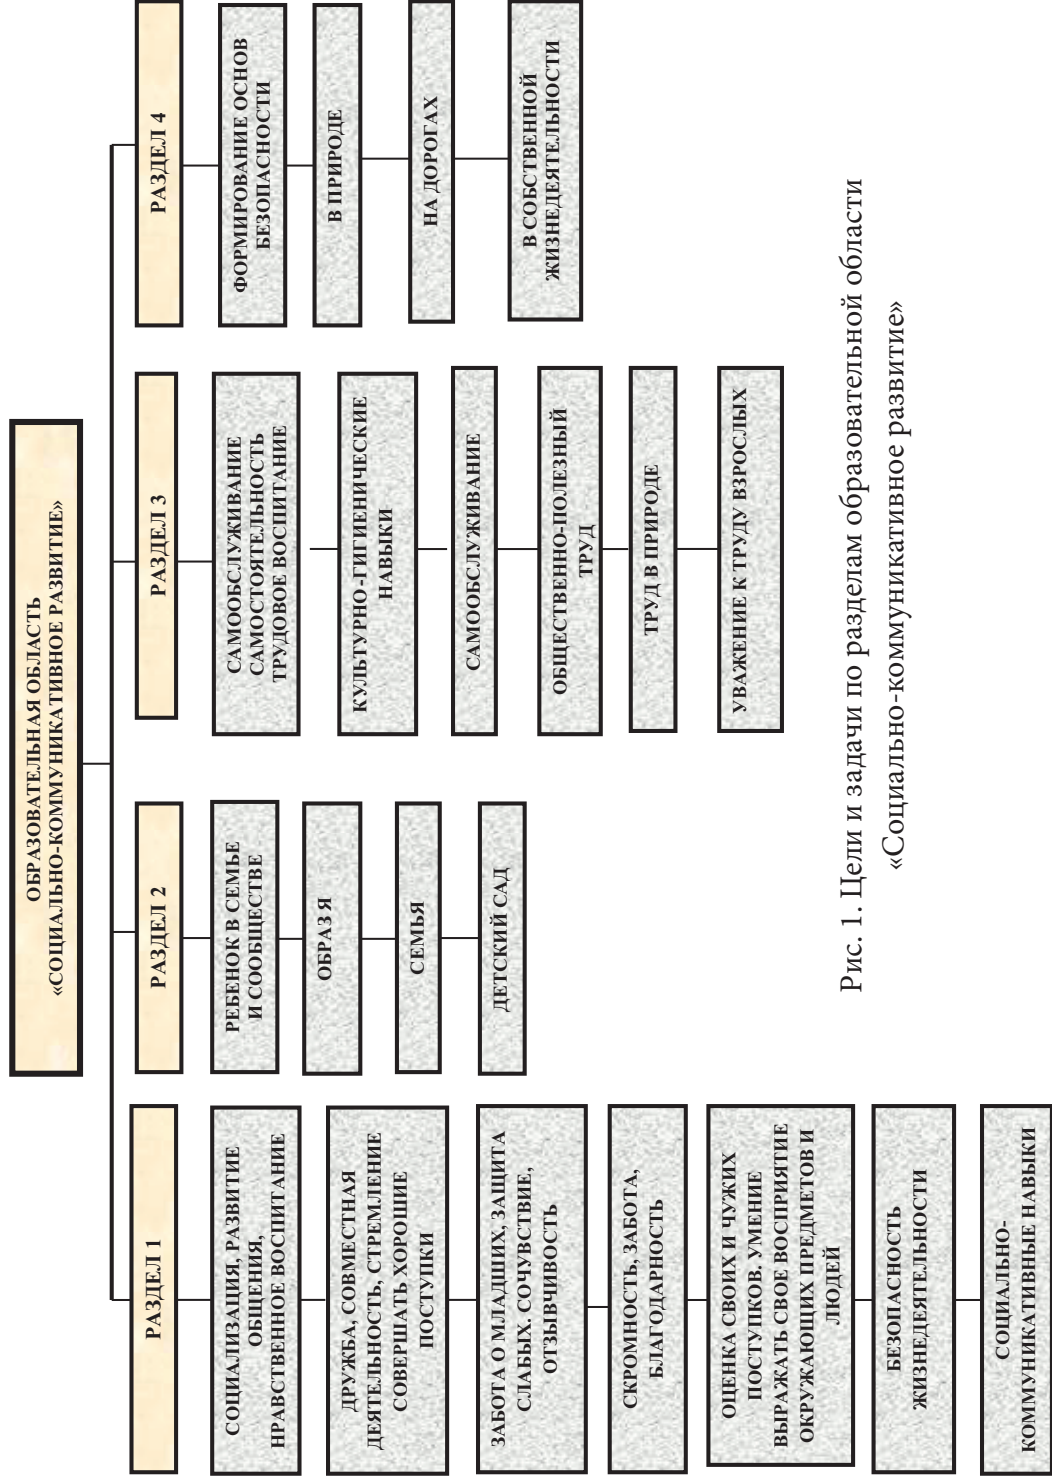 ОБРАЗОВАТЕЛЬНАЯ ОБЛАСТЬ
«СОЦИАЛЬНО-КОММУНИКАТИВНОЕ РАЗВИТИЕ»
РАЗДЕЛ 1
СОЦИАЛИЗАЦИЯ, РАЗВИТИЕ
ОБЩЕНИЯ,
НРАВСТВЕННОЕ ВОСПИТАНИЕ
ДРУЖБА, СОВМЕСТНАЯ
ДЕЯТЕЛЬНОСТЬ, СТРЕМЛЕНИЕ
СОВЕРШАТЬ ХОРОШИЕ
ПОСТУПКИ
ЗАБОТА О МЛАДШИХ, ЗАЩИТА
СЛАБЫХ. СОЧУВСТВИЕ,
ОТЗЫВЧИВОСТЬ
СКРОМНОСТЬ, ЗАБОТА,
БЛАГОДАРНОСТЬ
ОЦЕНКА СВОИХ И ЧУЖИХ
ПОСТУПКОВ. УМЕНИЕ
ВЫРАЖАТЬ СВОЕ ВОСПРИЯТИЕ
ОКРУЖАЮЩИХ ПРЕДМЕТОВ И
ЛЮДЕЙ
БЕЗОПАСНОСТЬ
ЖИЗНЕДЕЯТЕЛЬНОСТИ
СОЦИАЛЬНО-
КОММУНИКАТИВНЫЕ НАВЫКИ
РАЗДЕЛ 2
РЕБЕНОК В СЕМЬЕ
И СООБЩЕСТВЕ
ОБРАЗ Я
СЕМЬЯ
ДЕТСКИЙ САД
РАЗДЕЛ 3
САМООБСЛУЖИВАНИЕ
САМОСТОЯТЕЛЬНОСТЬ
ТРУДОВОЕ ВОСПИТАНИЕ
КУЛЬТУРНО-ГИГИЕНИЧЕСКИЕ
НАВЫКИ
САМООБСЛУЖИВАНИЕ
ОБЩЕСТВЕННО-ПОЛЕЗНЫЙ
ТРУД
ТРУД В ПРИРОДЕ
УВАЖЕНИЕ К ТРУДУ ВЗРОСЛЫХ
РАЗДЕЛ 4
ФОРМИРОВАНИЕ ОСНОВ
БЕЗОПАСНОСТИ
В ПРИРОДЕ
НА ДОРОГАХ
В СОБСТВЕННОЙ
ЖИЗНЕДЕЯТЕЛЬНОСТИ
Рис. 1. Цели и задачи по разделам образовательной области
«Социально-коммуникативное развитие»